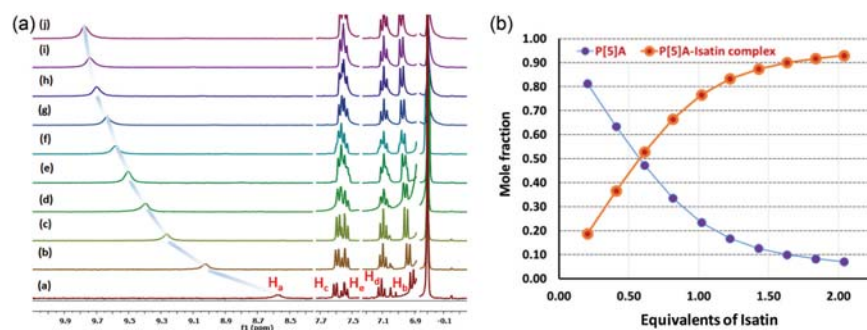 (a)
(j)
(i)
(h)
(g)
(f)
(e)
(d)
(c)
(b)
(a)
Ha Hc He Hd Hb
9.9 9.7 9.5 9.3 9.1 8.9 8.7 8.5 7.7 7.5 7.3 7.1 6.9 -0.1
f1 (ppm)
(b)
P[5]A P[5]A-Isatin complex
1.00
0.90
0.80
0.70
0.60
0.50
0.40
0.30
0.20
0.10
0.00
Mole fraction
0.00 0.50 1.00 1.50 2.00
Equivalents of Isatin